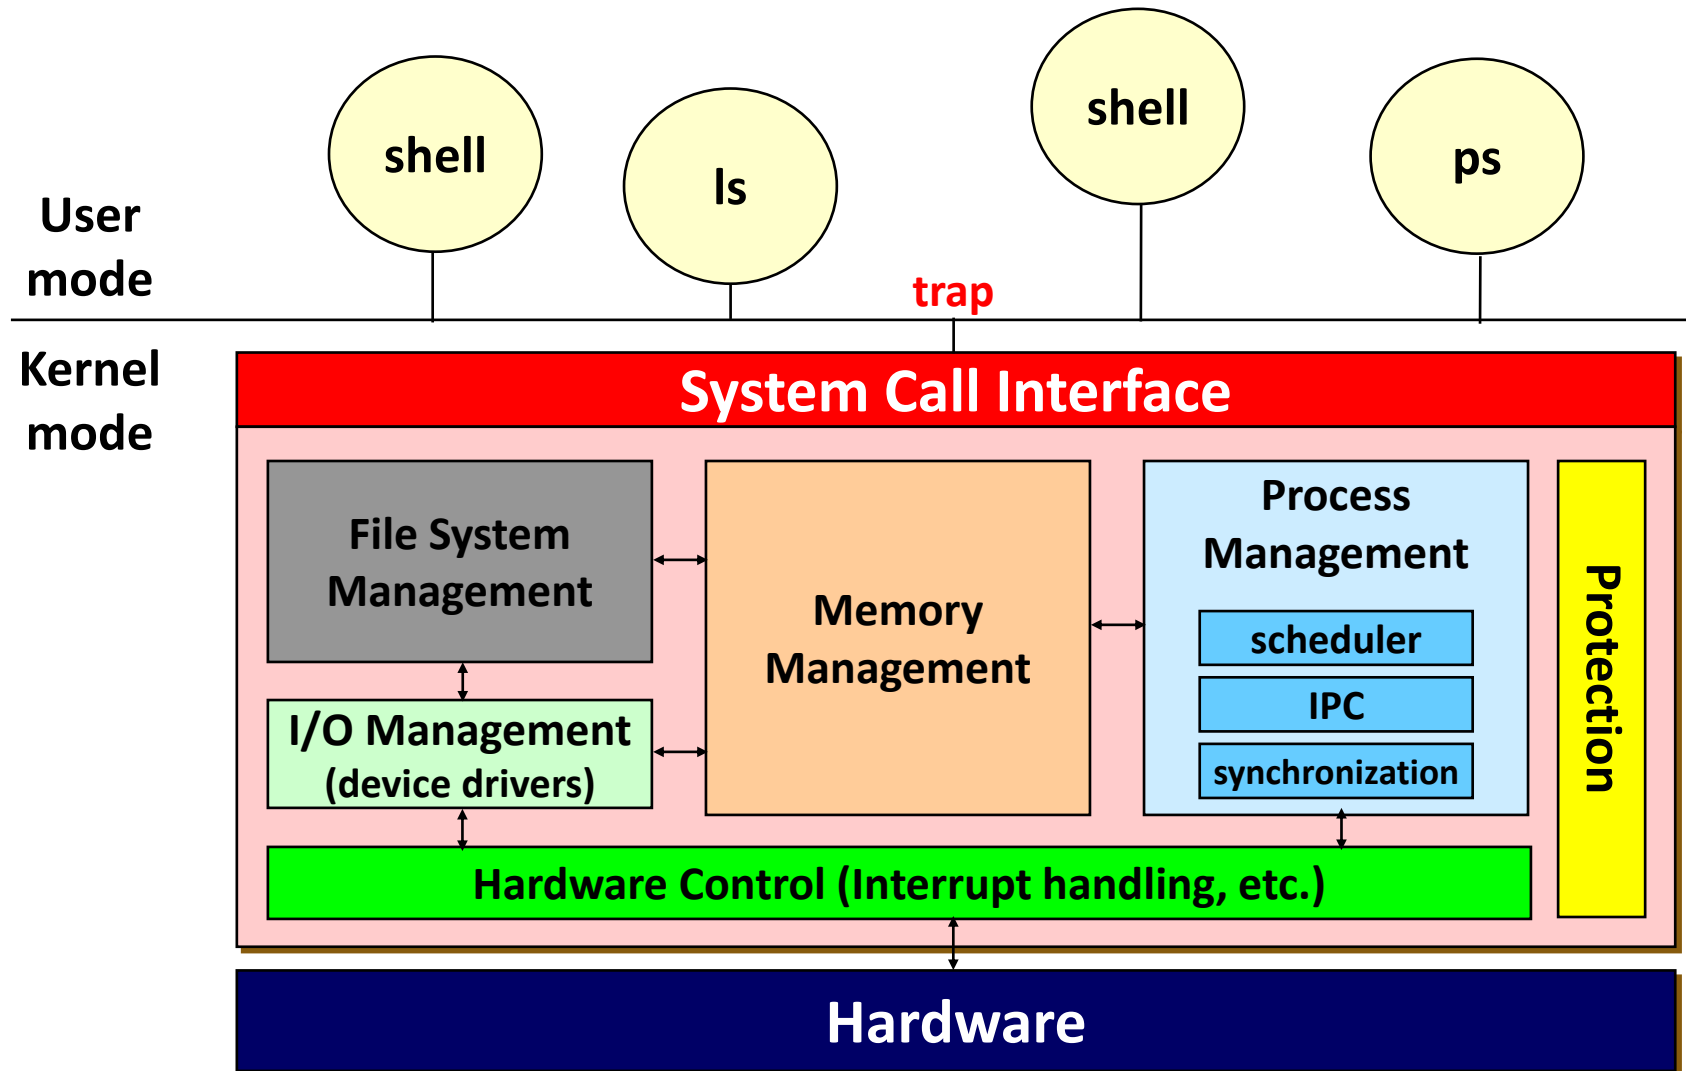 shell
ls
shell
ps
User
mode
trap
Kernel
mode
System Call Interface
File System
Management
Memory
Management
Process
Management
scheduler
IPC
synchronization
Protection
I/O Management
(device drivers)
Hardware Control (Interrupt handling, etc.)
Hardware